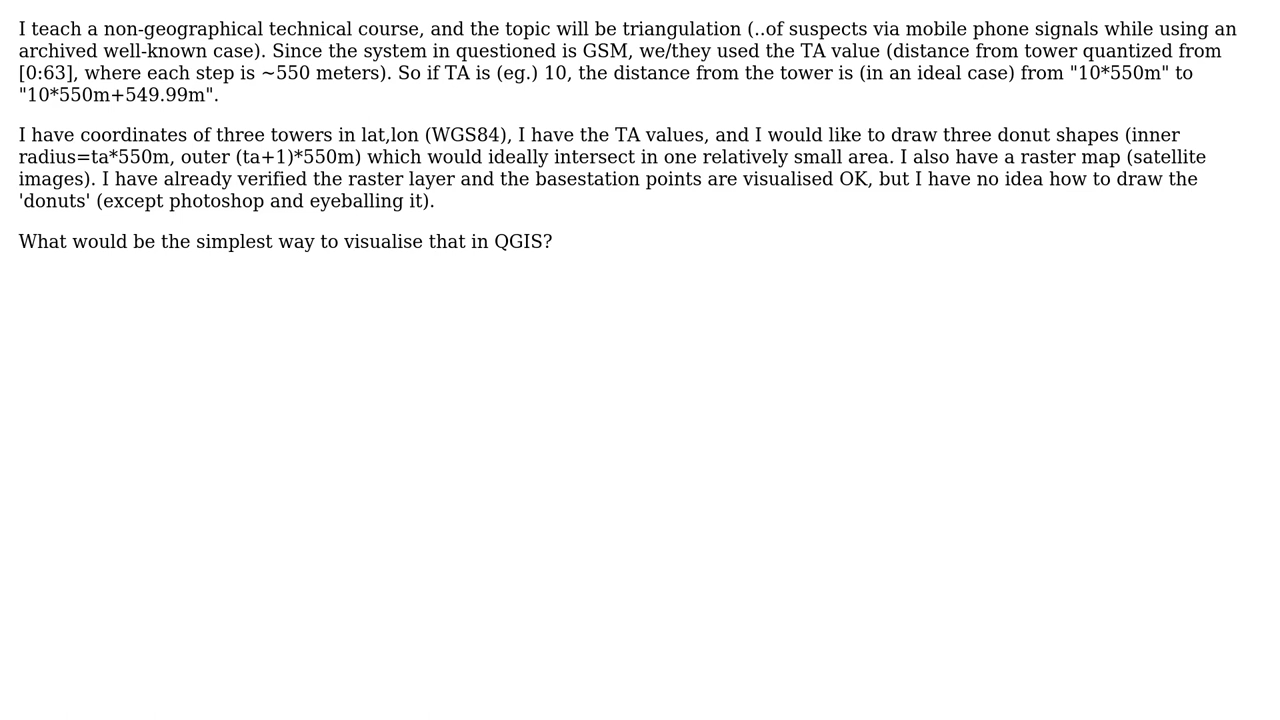 I teach a non-geographical technical course, and the topic will be triangulation (..of suspects via mobile phone signals while using an
archived well-known case). Since the system in questioned is GSM, we/they used the TA value (distance from tower quantized from
[0:63], where each step is ~550 meters). So if TA is (eg.) 10, the distance from the tower is (in an ideal case) from "10*550m" to
"10*550m+549.99m".
I have coordinates of three towers in lat,lon (WGS84), I have the TA values, and I would like to draw three donut shapes (inner
radius=ta*550m, outer (ta+1)*550m) which would ideally intersect in one relatively small area. I also have a raster map (satellite
images). I have already verified the raster layer and the basestation points are visualised OK, but I have no idea how to draw the
'donuts' (except photoshop and eyeballing it).
What would be the simplest way to visualise that in QGIS?